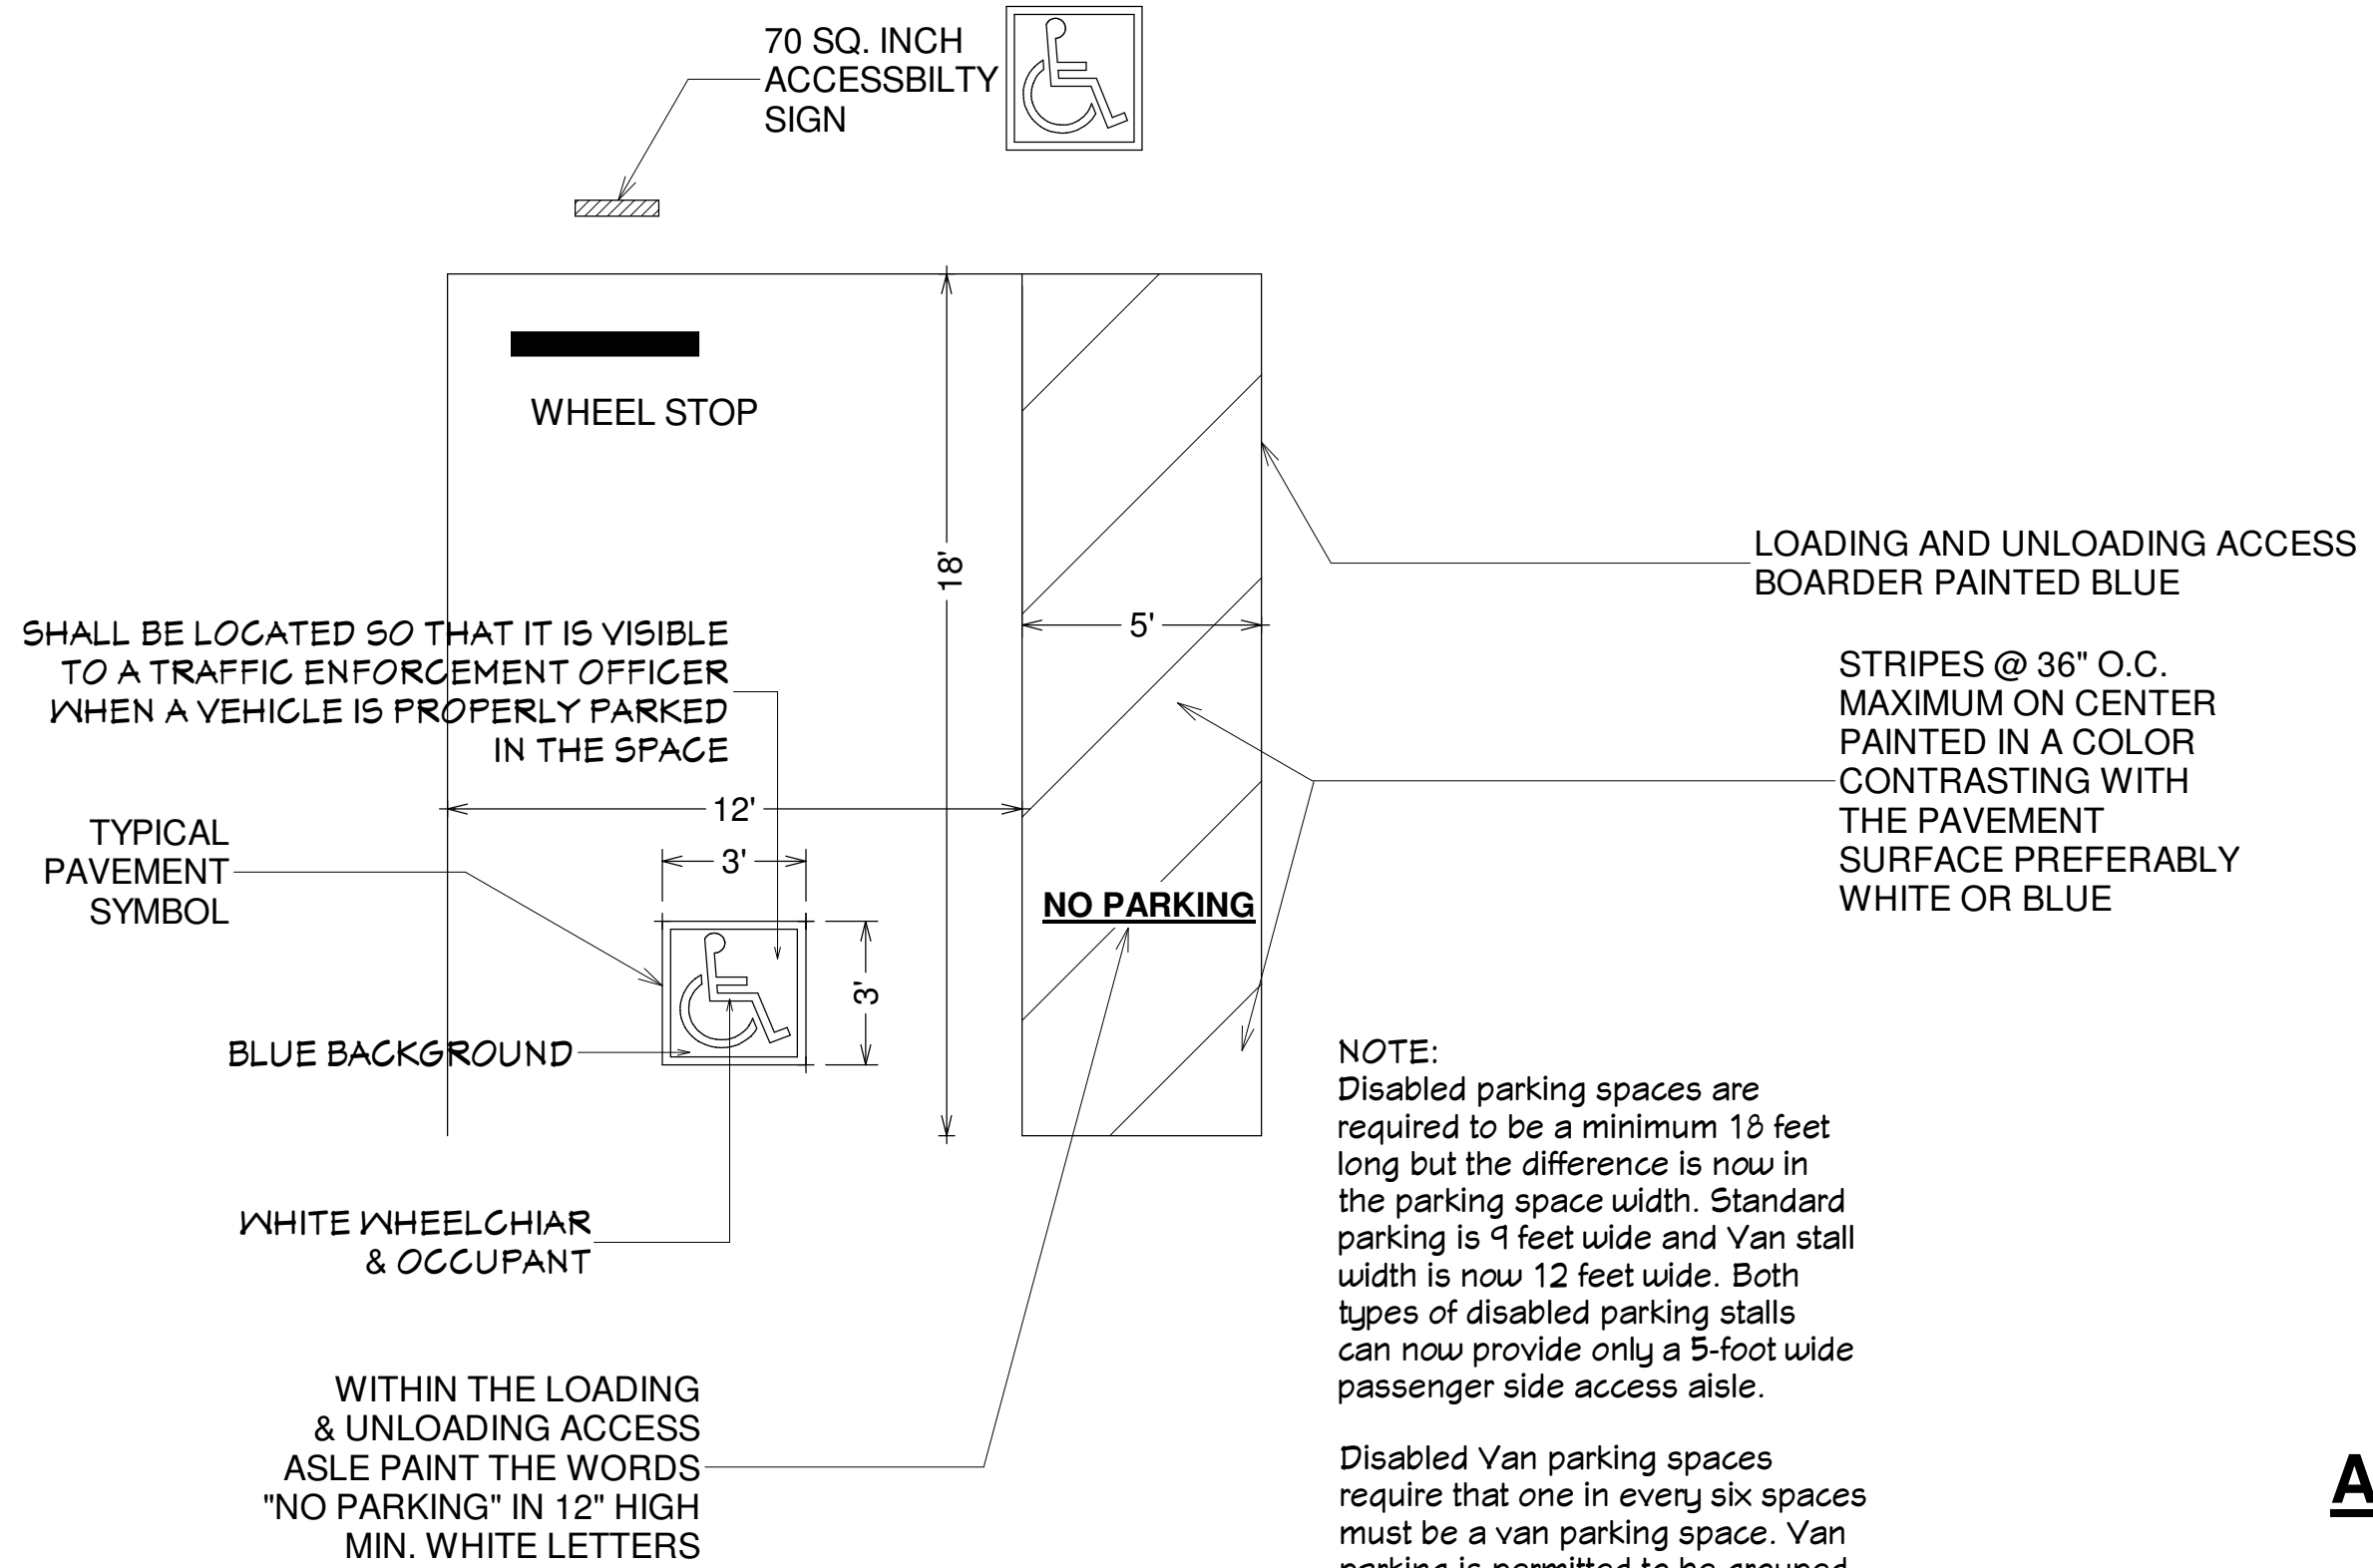 70 SQ. INCH
ACCESSBILTY
SIGN
WHEEL STOP
18'
5'
LOADING AND UNLOADING ACCESS
BOARDER PAINTED BLUE
SHALL BE LOCATED SO THAT IT IS VISIBLE
TO A TRAFFIC ENFORCEMENT OFFICER
WHEN A VEHICLE IS PROPERLY PARKED
IN THE SPACE
STRIPES @ 36" O.C.
MAXIMUM ON CENTER
PAINTED IN A COLOR
CONTRASTING WITH
THE PAVEMENT
SURFACE PREFERABLY
WHITE OR BLUE
12'
TYPICAL
PAVEMENT
SYMBOL
3'
NO PARKING
3'
BLUE BACKGROUND
WHITE WHEELCHIAR
& OCCUPANT
WITHIN THE LOADING
& UNLOADING ACCESS
ASLE PAINT THE WORDS
"NO PARKING" IN 12" HIGH
MIN. WHITE LETTERS
NOTE:
Disabled parking spaces are
required to be a minimum 18 feet
long but the difference is now in
the parking space width. Standard
parking is 9 feet wide and Van stall
width is now 12 feet wide. Both
types of disabled parking stalls
can now provide only a 5-foot wide
passenger side access aisle.
Disabled Van parking spaces
require that one in every six spaces
must be a van parking space. Van
parking is permitted to be grouped
A